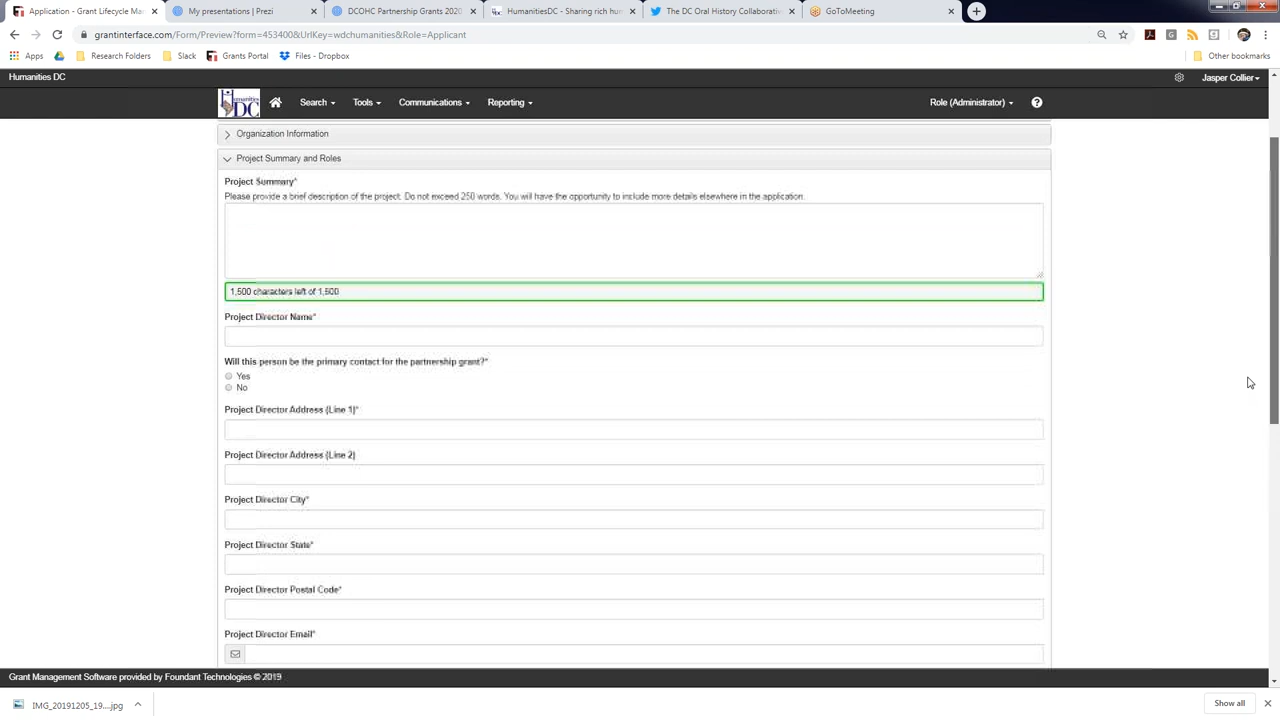 Application - Grant Lifecycle Ma
My presentations | Prezi
DCOHC Partnership Grants 2020
HumanitiesDC - Sharing rich hum
The DC Oral History Collaborativ
GoToMeeting
grantinterface.com/Form/Preview?form=453400&UrlKey=wdchumanities&Role=Applicant
Apps
Research Folders
Slack
Grants Portal
Files - Dropbox
Other bookmarks
Humanities DC
Jasper Collier
Humanities DC
Search
Tools
Communications
Reporting
Role (Administrator)
Organization Information
Project Summary and Roles
Project Summary*
Please provide a brief description of the project. Do not exceed 250 words. You will have the opportunity to include more details elsewhere in the application.
1,500 characters left of 1,500
Project Director Name*
Will this person be the primary contact for the partnership grant?*
Yes
No
Project Director Address (Line 1)*
Project Director Address (Line 2)
Project Director City*
Project Director State*
Project Director Postal Code*
Project Director Email*
Grant Management Software provided by Foundant Technologies © 2019
IMG_20191205_19....jpg
Show all